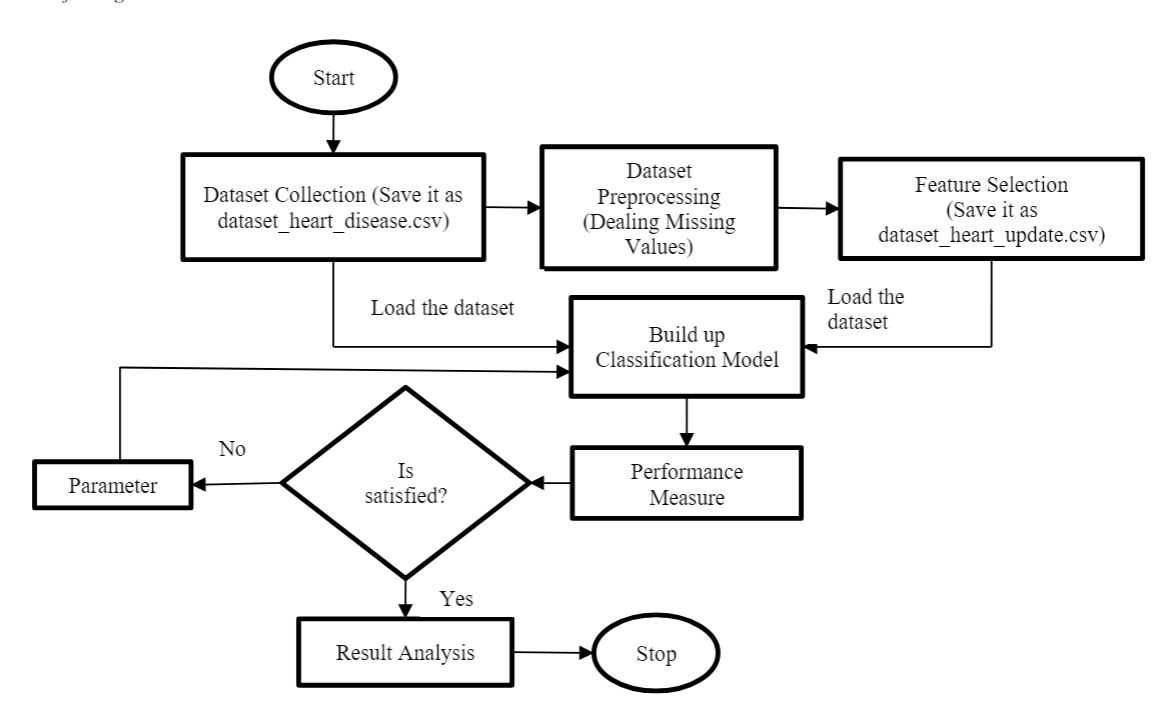 Start
Dataset Collection (Save it as
dataset_heart_disease.csv)
Dataset
Preprocessing
(Dealing Missing
Values)
Feature Selection
(Save it as
dataset_heart_update.csv)
Load the dataset
Load the
dataset
Build up
Classification Model
No
Parameter
Is
satisfied?
Performance
Measure
Yes
Result Analysis
Stop